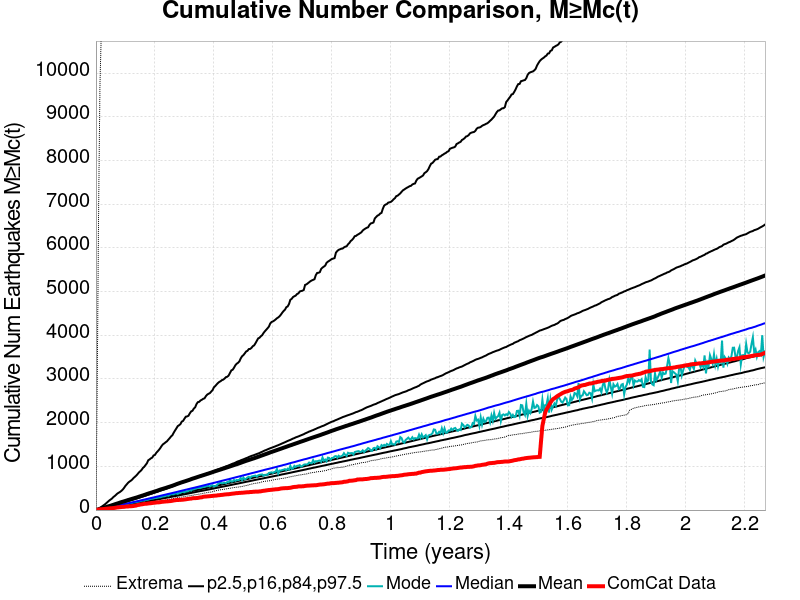 Cumulative Number Comparison, M≥Mc(t)
Cumulative Num Earthquakes M≥Mc(t)
10000
9000
8000
7000
6000
5000
4000
3000
2000
1000
0
0 0.2 0.4 0.6 0.8 1 1.2 1.4 1.6 1.8 2 2.2
Time (years)
Extrema p2.5,p16,p84,p97.5 Mode Median Mean ComCat Data